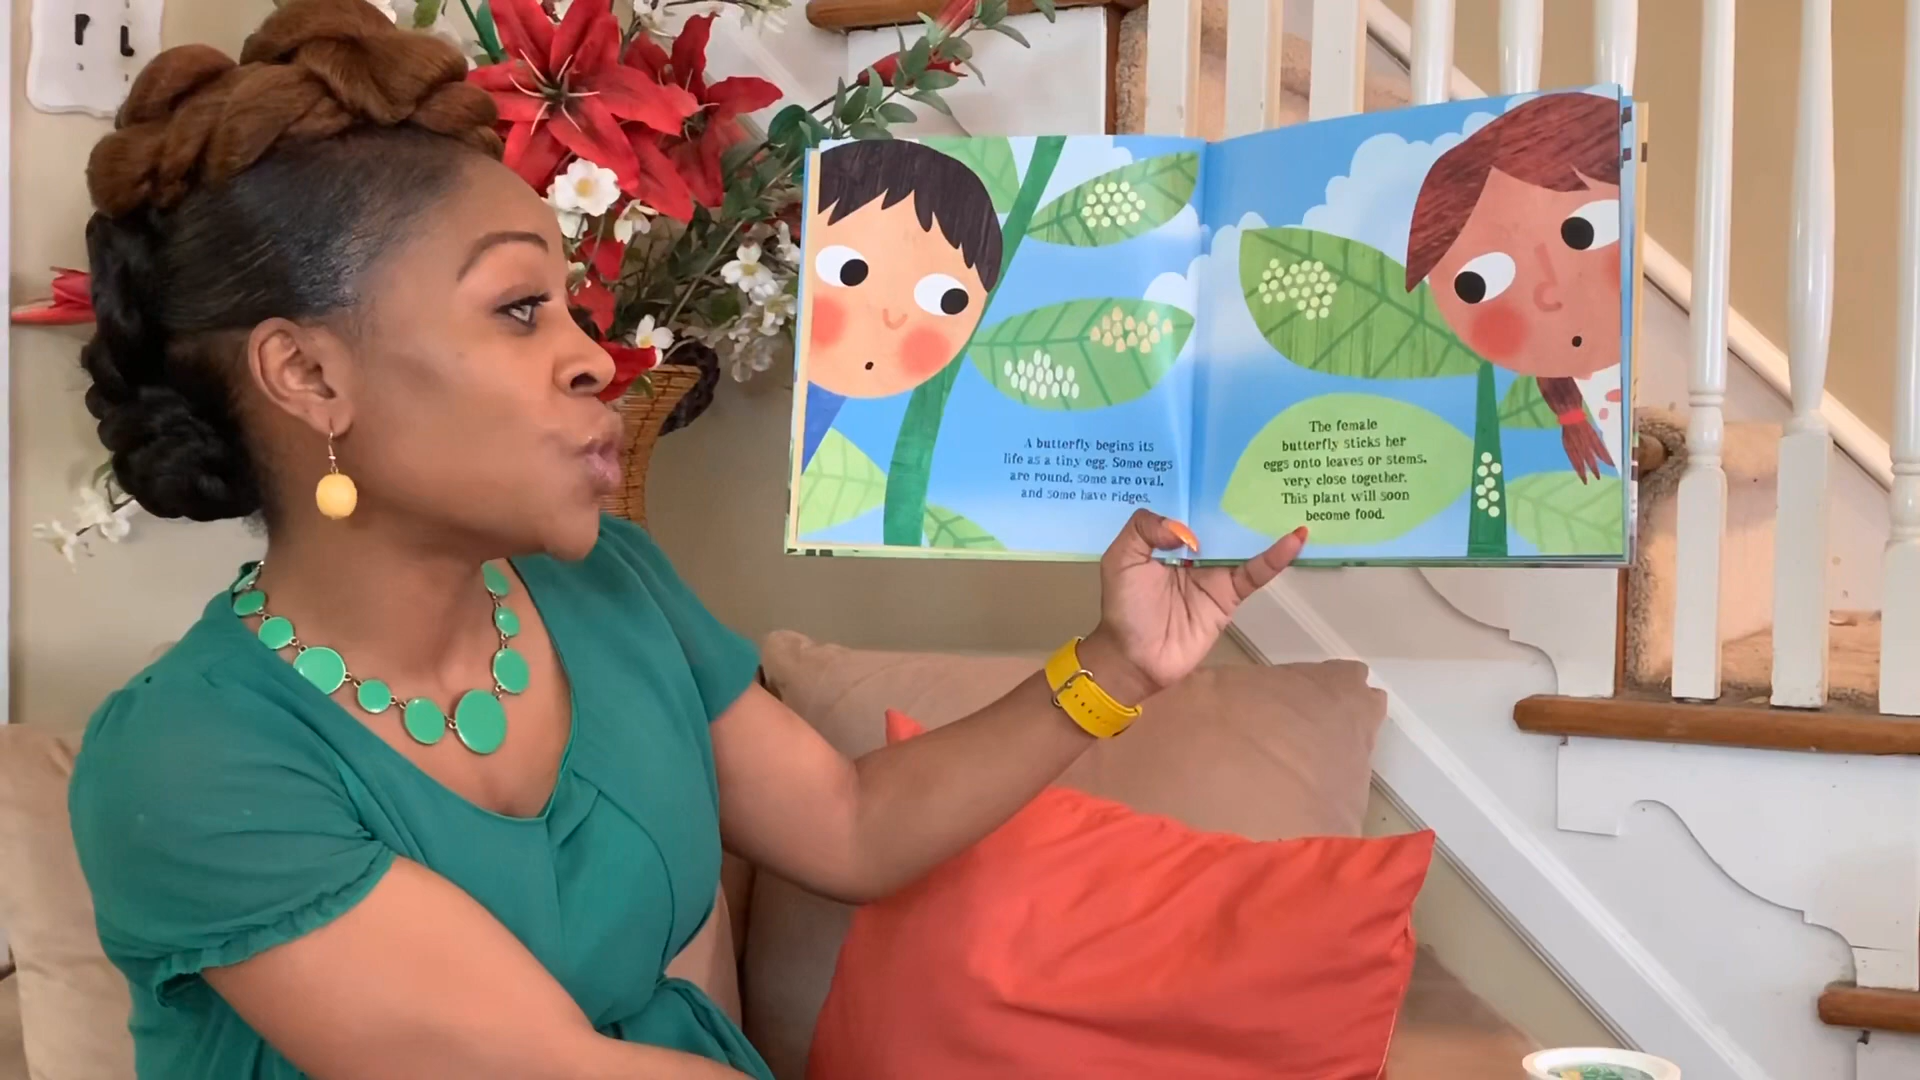 A butterfly begins its
life as a tiny egg. Some eggs
are round, some are oval,
and some have ridges.
The female
butterfly sticks her
eggs onto leaves or stems,
very close together.
This plant will soon
become food.